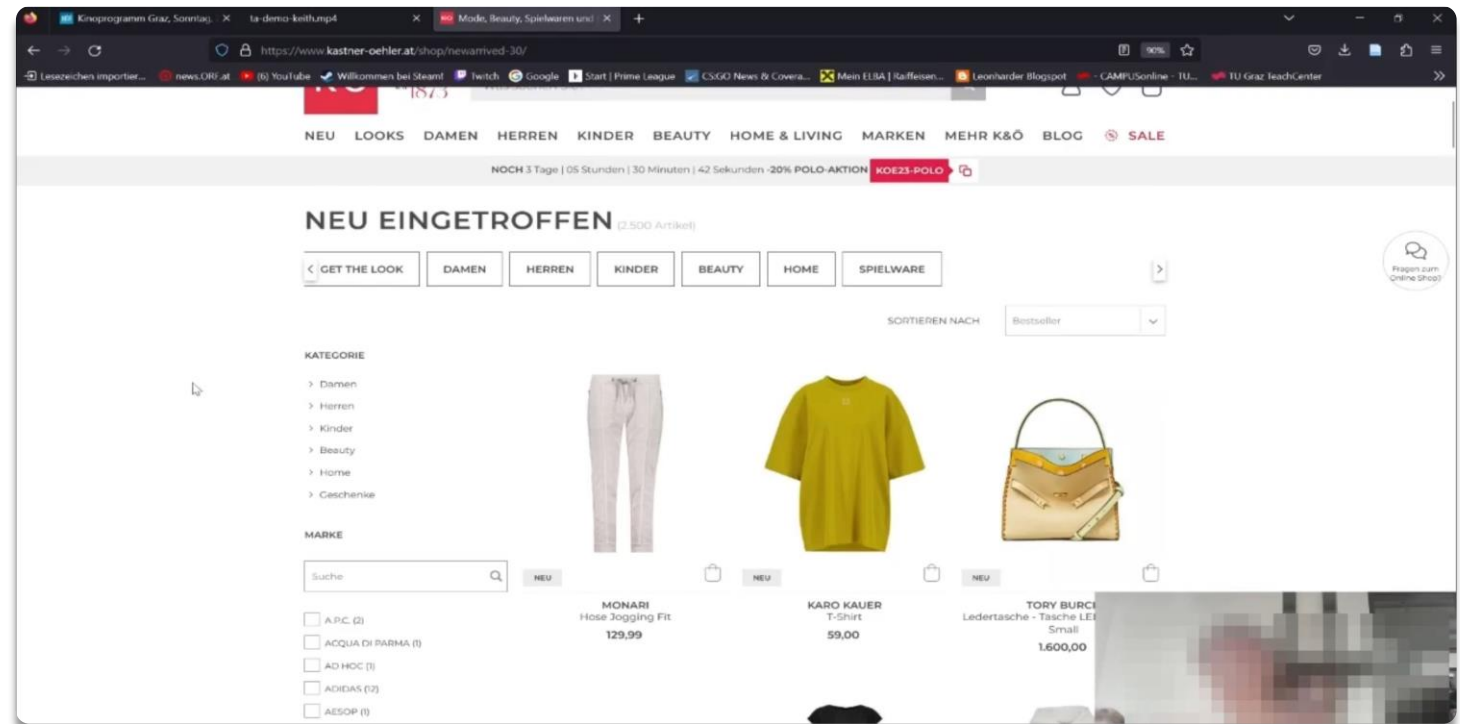 Kinoprogramm Graz, Sonntag,
ta-demo-keith.mp4
Mode, Beauty, Spielwaren und
https://www.kastner-oehler.at/shop/newarrived-30/
90%
Lesezeichen importier...
news.ORF.at
(6) YouTube
Willkommen bei Steam!
Twitch
Google
Start | Prime League
CS:GO News & Covera...
Mein ELBA | Raiffeisen...
Leonharder Blogspot
- CAMPUSonline - TU...
TU Graz TeachCenter
1873
NEU LOOKS DAMEN HERREN KINDER BEAUTY HOME & LIVING MARKEN MEHR K&Ö BLOG SALE
NOCH 3 Tage | 05 Stunden | 30 Minuten | 42 Sekunden -20% POLO-AKTION KOE23-POLO
NEU EINGETROFFEN (2.500 Artikel)
GET THE LOOK DAMEN HERREN KINDER BEAUTY HOME SPIELWARE
Fragen zum
Online Shop?
SORTIEREN NACH Bestseller
KATEGORIE
Damen
Herren
Kinder
Beauty
Home
Geschenke
MARKE
Suche
A.P.C. (2)
ACQUA DI PARMA (1)
AD HOC (1)
ADIDAS (12)
AESOP (1)
NEU
MONARI
Hose Jogging Fit
129,99
NEU
KARO KAUER
T-Shirt
59,00
NEU
TORY BURC
Ledertasche - Tasche LE
Small
1.600,00